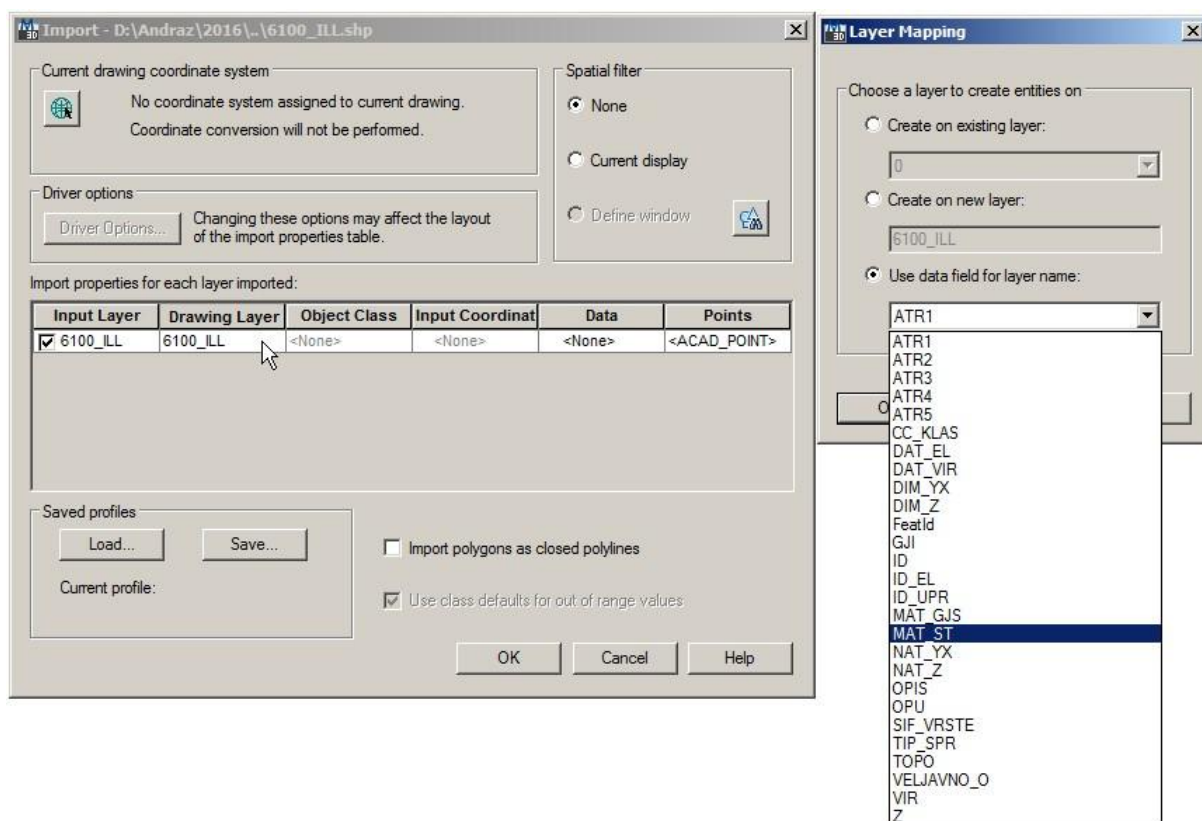 Import - D:\Andraz\2016\..\6100_ILL.shp
Current drawing coordinate system
No coordinate system assigned to current drawing.
Coordinate conversion will not be performed.
Spatial filter
None
Current display
Define window
Driver options
Driver Options...
Changing these options may affect the layout
of the import properties table.
Import properties for each layer imported:
Input Layer Drawing Layer Object Class Input Coordinat Data Points
6100_ILL 6100_ILL <None> <None> <None> <ACAD_POINT>
Saved profiles
Load... Save...
Current profile:
Import polygons as closed polylines
Use class defaults for out of range values
OK Cancel Help
Layer Mapping
Choose a layer to create entities on
Create on existing layer:
0
Create on new layer:
6100_ILL
Use data field for layer name:
ATR1
ATR1
ATR2
ATR3
ATR4
ATR5
CC_KLAS
DAT_EL
DAT_VIR
DIM_YX
DIM_Z
FeatId
GJI
ID
ID_EL
ID_UPR
MAT_GJS
MAT_ST
NAT_YX
NAT_Z
OPIS
OPU
SIF_VRSTE
TIP_SPR
TOPO
VELJAVNO_O
VIR
Z